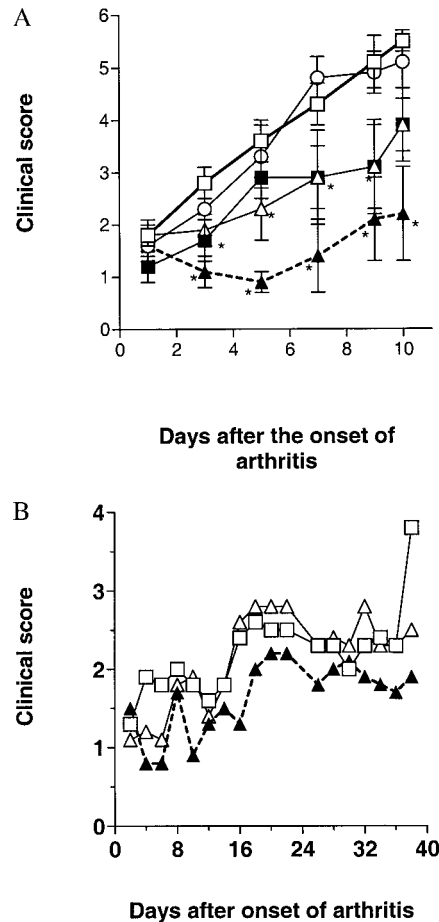 A
Clinical score
6
5
4
3
2
1
0
* * * * * * * * *
0 2 4 6 8 10
Days after the onset of
arthritis
B
Clinical score
4
3
2
1
0
0 8 16 24 32 40
Days after onset of arthritis